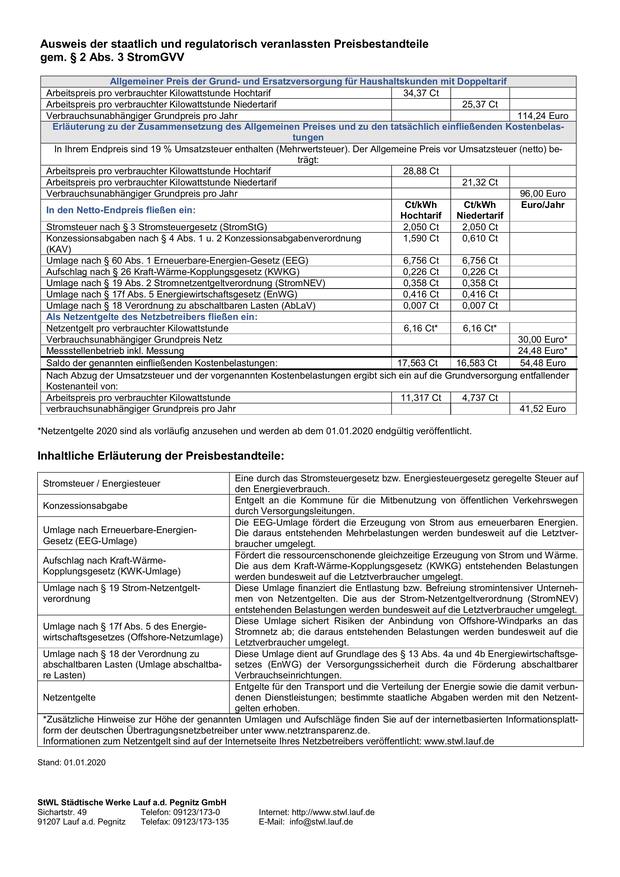 Ausweis der staatlich und regulatorisch veranlassten Preisbestandteile
gem. § 2 Abs. 3 StromGVV
Allgemeiner Preis der Grund- und Ersatzversorgung für Haushaltskunden mit Doppeltarif
Arbeitspreis pro verbrauchter Kilowattstunde Hochtarif 34,37 Ct
Arbeitspreis pro verbrauchter Kilowattstunde Niedertarif 25,37 Ct
Verbrauchsunabhängiger Grundpreis pro Jahr 114,24 Euro
Erläuterung zu der Zusammensetzung des Allgemeinen Preises und zu den tatsächlich einfließenden Kostenbelas-
tungen
In Ihrem Endpreis sind 19 % Umsatzsteuer enthalten (Mehrwertsteuer). Der Allgemeine Preis vor Umsatzsteuer (netto) be-
trägt:
Arbeitspreis pro verbrauchter Kilowattstunde Hochtarif 28,88 Ct
Arbeitspreis pro verbrauchter Kilowattstunde Niedertarif 21,32 Ct
Verbrauchsunabhängiger Grundpreis pro Jahr 96,00 Euro
In den Netto-Endpreis fließen ein: Ct/kWh Hochtarif Ct/kWh Niedertarif Euro/Jahr
Stromsteuer nach § 3 Stromsteuergesetz (StromStG) 2,050 Ct 2,050 Ct
Konzessionsabgaben nach § 4 Abs. 1 u. 2 Konzessionsabgabenverordnung 1,590 Ct 0,610 Ct
(KAV)
Umlage nach § 60 Abs. 1 Erneuerbare-Energien-Gesetz (EEG) 6,756 Ct 6,756 Ct
Aufschlag nach § 26 Kraft-Wärme-Kopplungsgesetz (KWKG) 0,226 Ct 0,226 Ct
Umlage nach § 19 Abs. 2 Stromnetzentgeltverordnung (StromNEV) 0,358 Ct 0,358 Ct
Umlage nach § 17f Abs. 5 Energiewirtschaftsgesetz (EnWG) 0,416 Ct 0,416 Ct
Umlage nach § 18 Verordnung zu abschaltbaren Lasten (AbLaV) 0,007 Ct 0,007 Ct
Als Netzentgelte des Netzbetreibers fließen ein:
Netzentgelt pro verbrauchter Kilowattstunde 6,16 Ct* 6,16 Ct*
Verbrauchsunabhängiger Grundpreis Netz 30,00 Euro*
Messstellenbetrieb inkl. Messung 24,48 Euro*
Saldo der genannten einfließenden Kostenbelastungen: 17,563 Ct 16,583 Ct 54,48 Euro
Nach Abzug der Umsatzsteuer und der vorgenannten Kostenbelastungen ergibt sich ein auf die Grundversorgung entfallender
Kostenanteil von:
Arbeitspreis pro verbrauchter Kilowattstunde 11,317 Ct 4,737 Ct
verbrauchsunabhängiger Grundpreis pro Jahr 41,52 Euro
*Netzentgelte 2020 sind als vorläufig anzusehen und werden ab dem 01.01.2020 endgültig veröffentlicht.
Inhaltliche Erläuterung der Preisbestandteile:
Stromsteuer / Energiesteuer
Eine durch das Stromsteuergesetz bzw. Energiesteuergesetz geregelte Steuer auf
den Energieverbrauch.
Konzessionsabgabe
Entgelt an die Kommune für die Mitbenutzung von öffentlichen Verkehrswegen
durch Versorgungsleitungen.
Umlage nach Erneuerbare-Energien-
Gesetz (EEG-Umlage)
Die EEG-Umlage fördert die Erzeugung von Strom aus erneuerbaren Energien.
Die daraus entstehenden Mehrbelastungen werden bundesweit auf die Letztver-
braucher umgelegt.
Aufschlag nach Kraft-Wärme-
Kopplungsgesetz (KWK-Umlage)
Fördert die ressourcenschonende gleichzeitige Erzeugung von Strom und Wärme.
Die aus dem Kraft-Wärme-Kopplungsgesetz (KWKG) entstehenden Belastungen
werden bundesweit auf die Letztverbraucher umgelegt.
Umlage nach § 19 Strom-Netzentgelt-
verordnung
Diese Umlage finanziert die Entlastung bzw. Befreiung stromintensiver Unterneh-
men von Netzentgelten. Die aus der Strom-Netzentgeltverordnung (StromNEV)
entstehenden Belastungen werden bundesweit auf die Letztverbraucher umgelegt.
Umlage nach § 17f Abs. 5 des Energie-
wirtschaftsgesetzes (Offshore-Netzumlage)
Diese Umlage sichert Risiken der Anbindung von Offshore-Windparks an das
Stromnetz ab; die daraus entstehenden Belastungen werden bundesweit auf die
Letztverbraucher umgelegt.
Umlage nach § 18 der Verordnung zu
abschaltbaren Lasten (Umlage abschaltba-
re Lasten)
Diese Umlage dient auf Grundlage des § 13 Abs. 4a und 4b Energiewirtschaftsge-
setzes (EnWG) der Versorgungssicherheit durch die Förderung abschaltbarer
Verbrauchseinrichtungen.
Netzentgelte
Entgelte für den Transport und die Verteilung der Energie sowie die damit verbun-
denen Dienstleistungen; bestimmte staatliche Abgaben werden mit den Netzent-
gelten erhoben.
*Zusätzliche Hinweise zur Höhe der genannten Umlagen und Aufschläge finden Sie auf der internetbasierten Informationsplatt-
form der deutschen Übertragungsnetzbetreiber unter www.netztransparenz.de.
Informationen zum Netzentgelt sind auf der Internetseite Ihres Netzbetreibers veröffentlicht: www.stwl.lauf.de
Stand: 01.01.2020
StWL Städtische Werke Lauf a.d. Pegnitz GmbH
Sichartstr. 49 Telefon: 09123/173-0 Internet: http://www.stwl.lauf.de
91207 Lauf a.d. Pegnitz Telefax: 09123/173-135 E-Mail: info@stwl.lauf.de